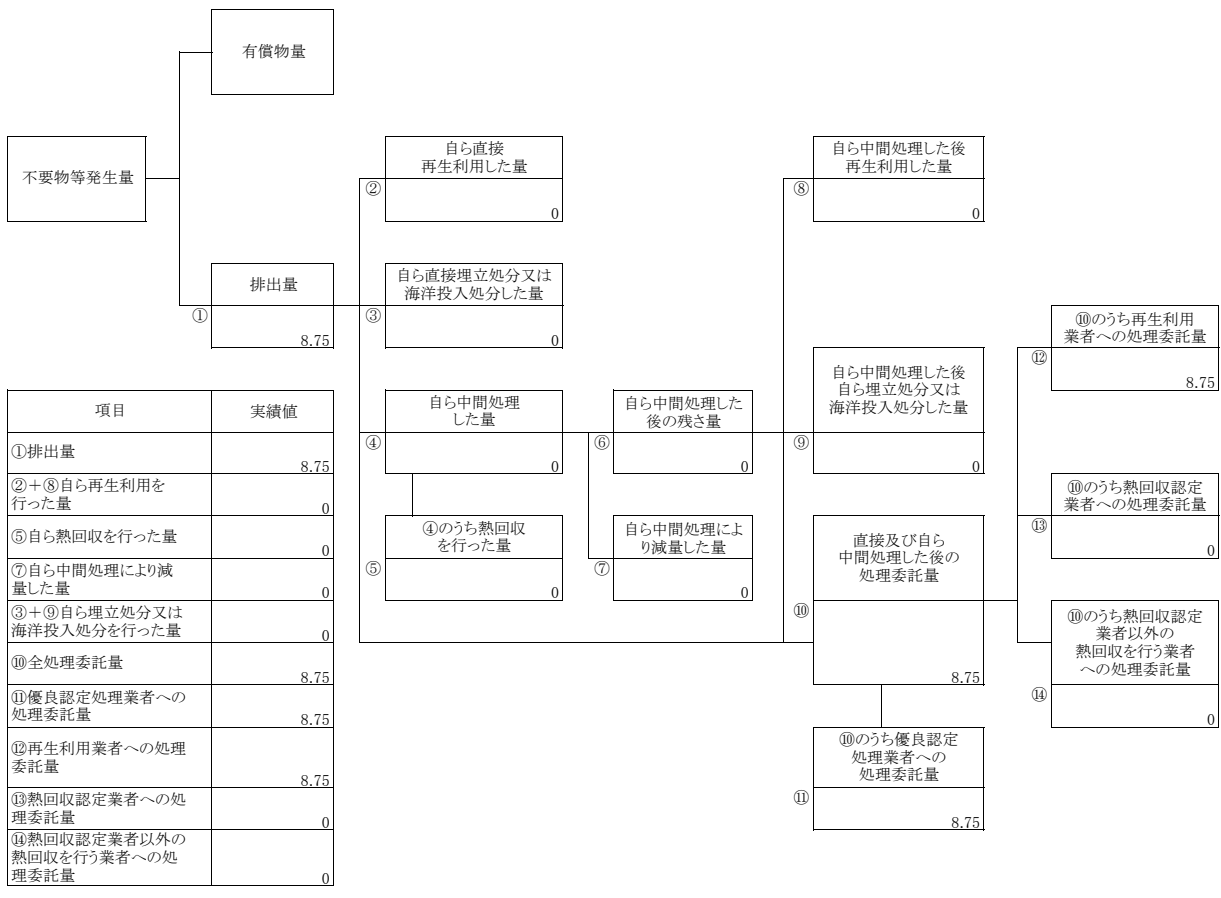 有償物量
不要物等発生量
排出量
①
8.75
自ら直接
再生利用した量
②
0
自ら直接埋立処分又は
海洋投入処分した量
③
0
自ら中間処理
した量
④
0
④のうち熱回収
を行った量
⑤
0
自ら中間処理した
後の残さ量
⑥
0
自ら中間処理によ
り減量した量
⑦
0
自ら中間処理した後
再生利用した量
⑧
0
自ら中間処理した後
自ら埋立処分又は
海洋投入処分した量
⑨
0
直接及び自ら
中間処理した後の
処理委託量
⑩
8.75
⑩のうち優良認定
処理業者への
処理委託量
⑪
8.75
⑩のうち再生利用
業者への処理委託量
⑫
8.75
⑩のうち熱回収認定
業者への処理委託量
⑬
0
⑩のうち熱回収認定
業者以外の
熱回収を行う業者
への処理委託量
⑭
0
項目 実績値
①排出量
8.75
②+⑧自ら再生利用を
行った量
0
⑤自ら熱回収を行った量
0
⑦自ら中間処理により減
量した量
0
③+⑨自ら埋立処分又は
海洋投入処分を行った量
0
⑩全処理委託量
8.75
⑪優良認定処理業者への
処理委託量
8.75
⑫再生利用業者への処理
委託量
8.75
⑬熱回収認定業者への処
理委託量
0
⑭熱回収認定業者以外の
熱回収を行う業者への処
理委託量
0